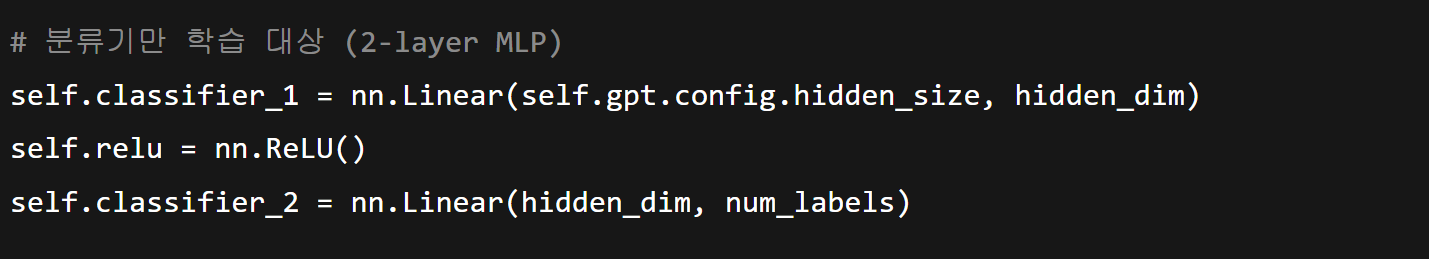 # 분류기만 학습 대상 (2-layer MLP)
self.classifier_1 = nn.Linear(self.gpt.config.hidden_size, hidden_dim)
self.relu = nn.ReLU()
self.classifier_2 = nn.Linear(hidden_dim, num_labels)